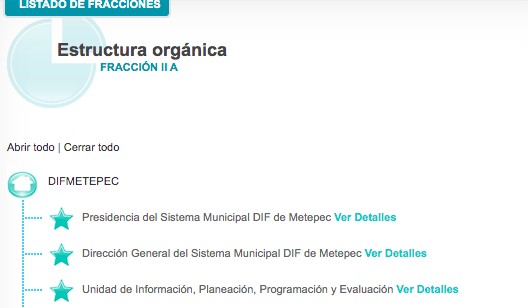 LISTADO DE FRACCIONES
Estructura orgánica
FRACCIÓN II A
Abrir todo | Cerrar todo
DIFMETEPEC
Presidencia del Sistema Municipal DIF de Metepec Ver Detalles
Dirección General del Sistema Municipal DIF de Metepec Ver Detalles
Unidad de Información, Planeación, Programación y Evaluación Ver Detalles